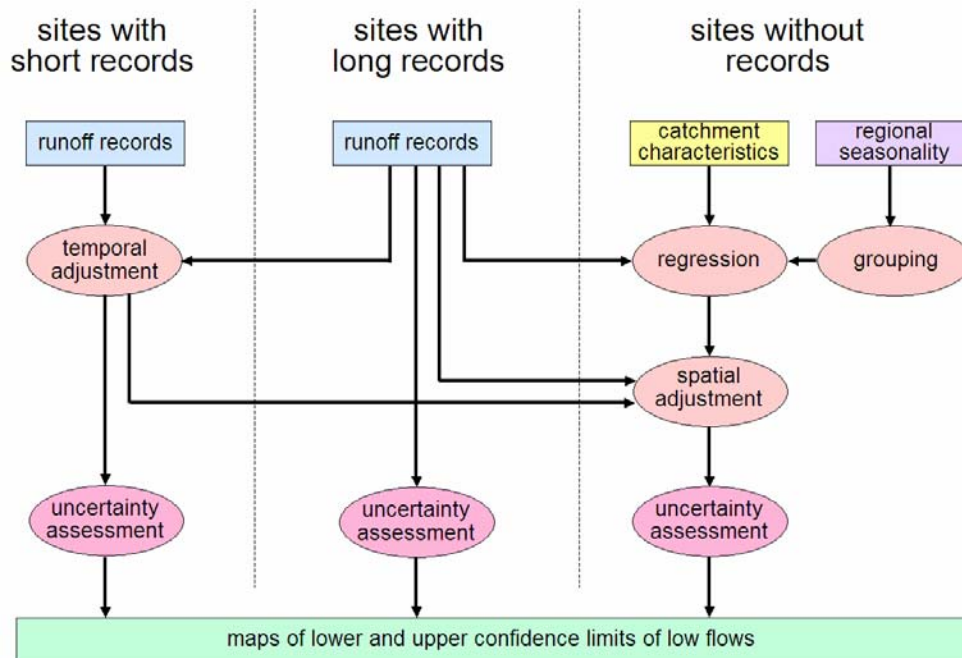 sites with
short records
sites with
long records
sites without
records
runoff records
runoff records
catchment
characteristics
regional
seasonality
temporal
adjustment
regression
grouping
spatial
adjustment
uncertainty
assessment
uncertainty
assessment
uncertainty
assessment
maps of lower and upper confidence limits of low flows